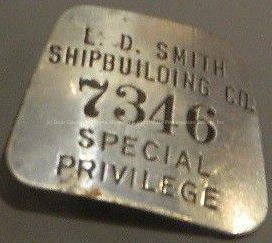 L. D. SMITH
SHIPBUILDING CO.
7346
SPECIAL
PRIVILEGE